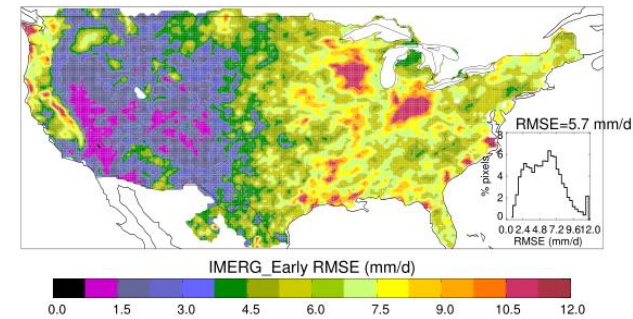 RMSE=5.7 mm/d
8
6
4
2
0
% pixels
0.0 2.4 4.8 7.2 9.612.0
RMSE (mm/d)
IMERG_Early RMSE (mm/d)
0.0 1.5 3.0 4.5 6.0 7.5 9.0 10.5 12.0